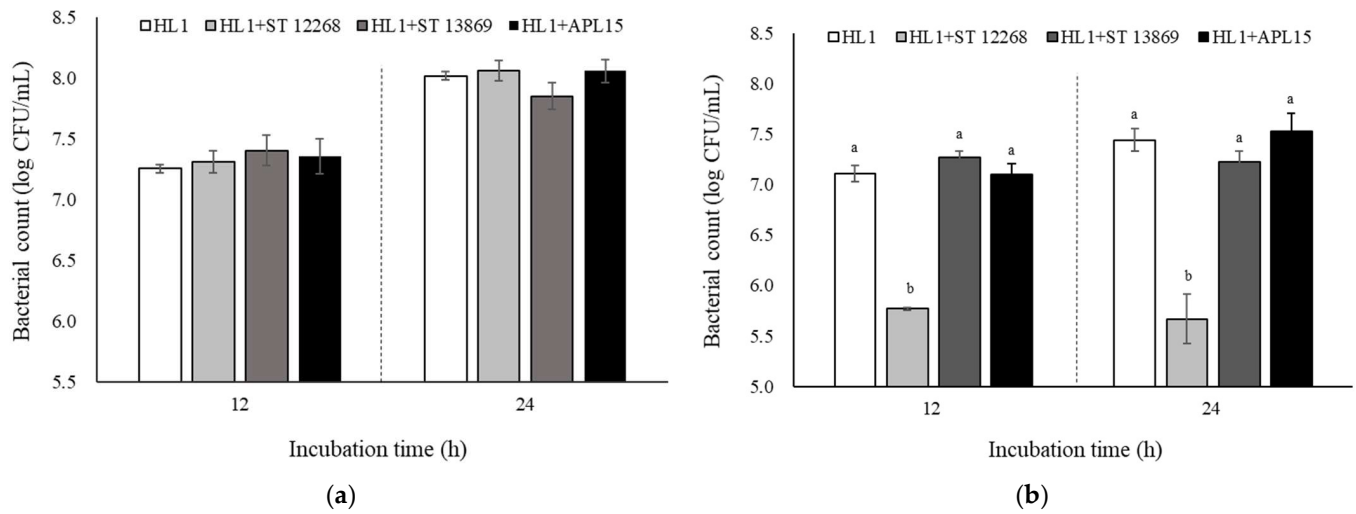 HL1 HL1+ST 12268 HL1+ST 13869 HL1+APL15
Bacterial count (log CFU/mL)
8.5
8.0
7.5
7.0
6.5
6.0
5.5
12 24
Incubation time (h)
(a)
HL1 HL1+ST 12268 HL1+ST 13869 HL1+APL15
Bacterial count (log CFU/mL)
8.5
8.0
7.5
7.0
6.5
6.0
5.5
5.0
a b a a a b a a
12 24
Incubation time (h)
(b)